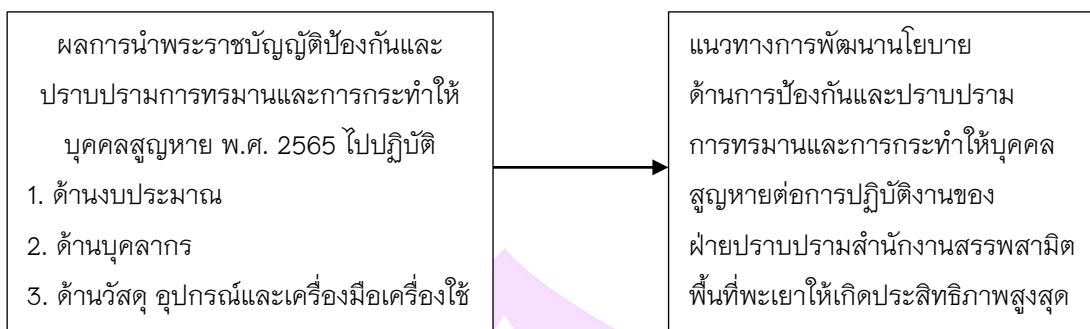 ผลการนำพระราชบัญญัติป้องกันและ
ปราบปรามการทรมานและการกระทำให้
บุคคลสูญหาย พ.ศ. 2565 ไปปฏิบัติ
1. ด้านงบประมาณ
2. ด้านบุคลากร
3. ด้านวัสดุ อุปกรณ์และเครื่องมือเครื่องใช้
แนวทางการพัฒนานโยบาย
ด้านการป้องกันและปราบปราม
การทรมานและการกระทำให้บุคคล
สูญหายต่อการปฏิบัติงานของ
ฝ่ายปราบปรามสำนักงานสรรพสามิต
พื้นที่พะเยาให้เกิดประสิทธิภาพสูงสุด